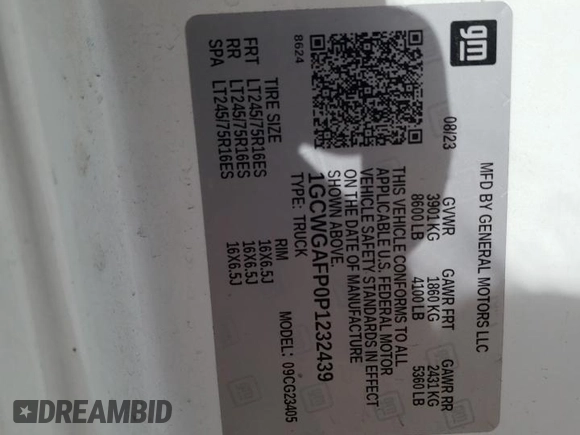 gm
MFD BY GENERAL MOTORS LLC
08/23 GVWR GAWR FRT GAWR RR
3901 KG 1860 KG 2431 KG
8600 LB 4100 LB 5360 LB
THIS VEHICLE CONFORMS TO ALL
APPLICABLE U.S. FEDERAL MOTOR
VEHICLE SAFETY STANDARDS IN EFFECT
ON THE DATE OF MANUFACTURE
SHOWN ABOVE.
1GCWGAFP0P1232439
TYPE: TRUCK MODEL: 09CG23405
8624
TIRE SIZE RIM
FRT LT245/75R16ES 16X6.5J
RR LT245/75R16ES 16X6.5J
SPA LT245/75R16ES 16X6.5J
DREAMBID